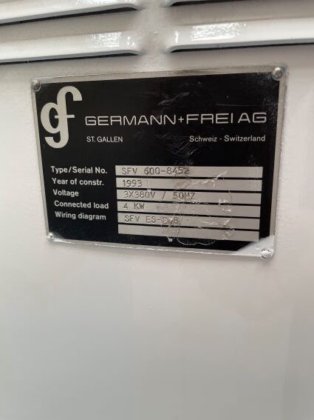 gf GERMANN+FREI AG
ST. GALLEN Schweiz - Switzerland
Type/Serial No. SFV 600-8452
Year of constr. 1993
Voltage 3X380V / 50HZ
Connected load 4 KW
Wiring diagram SFV